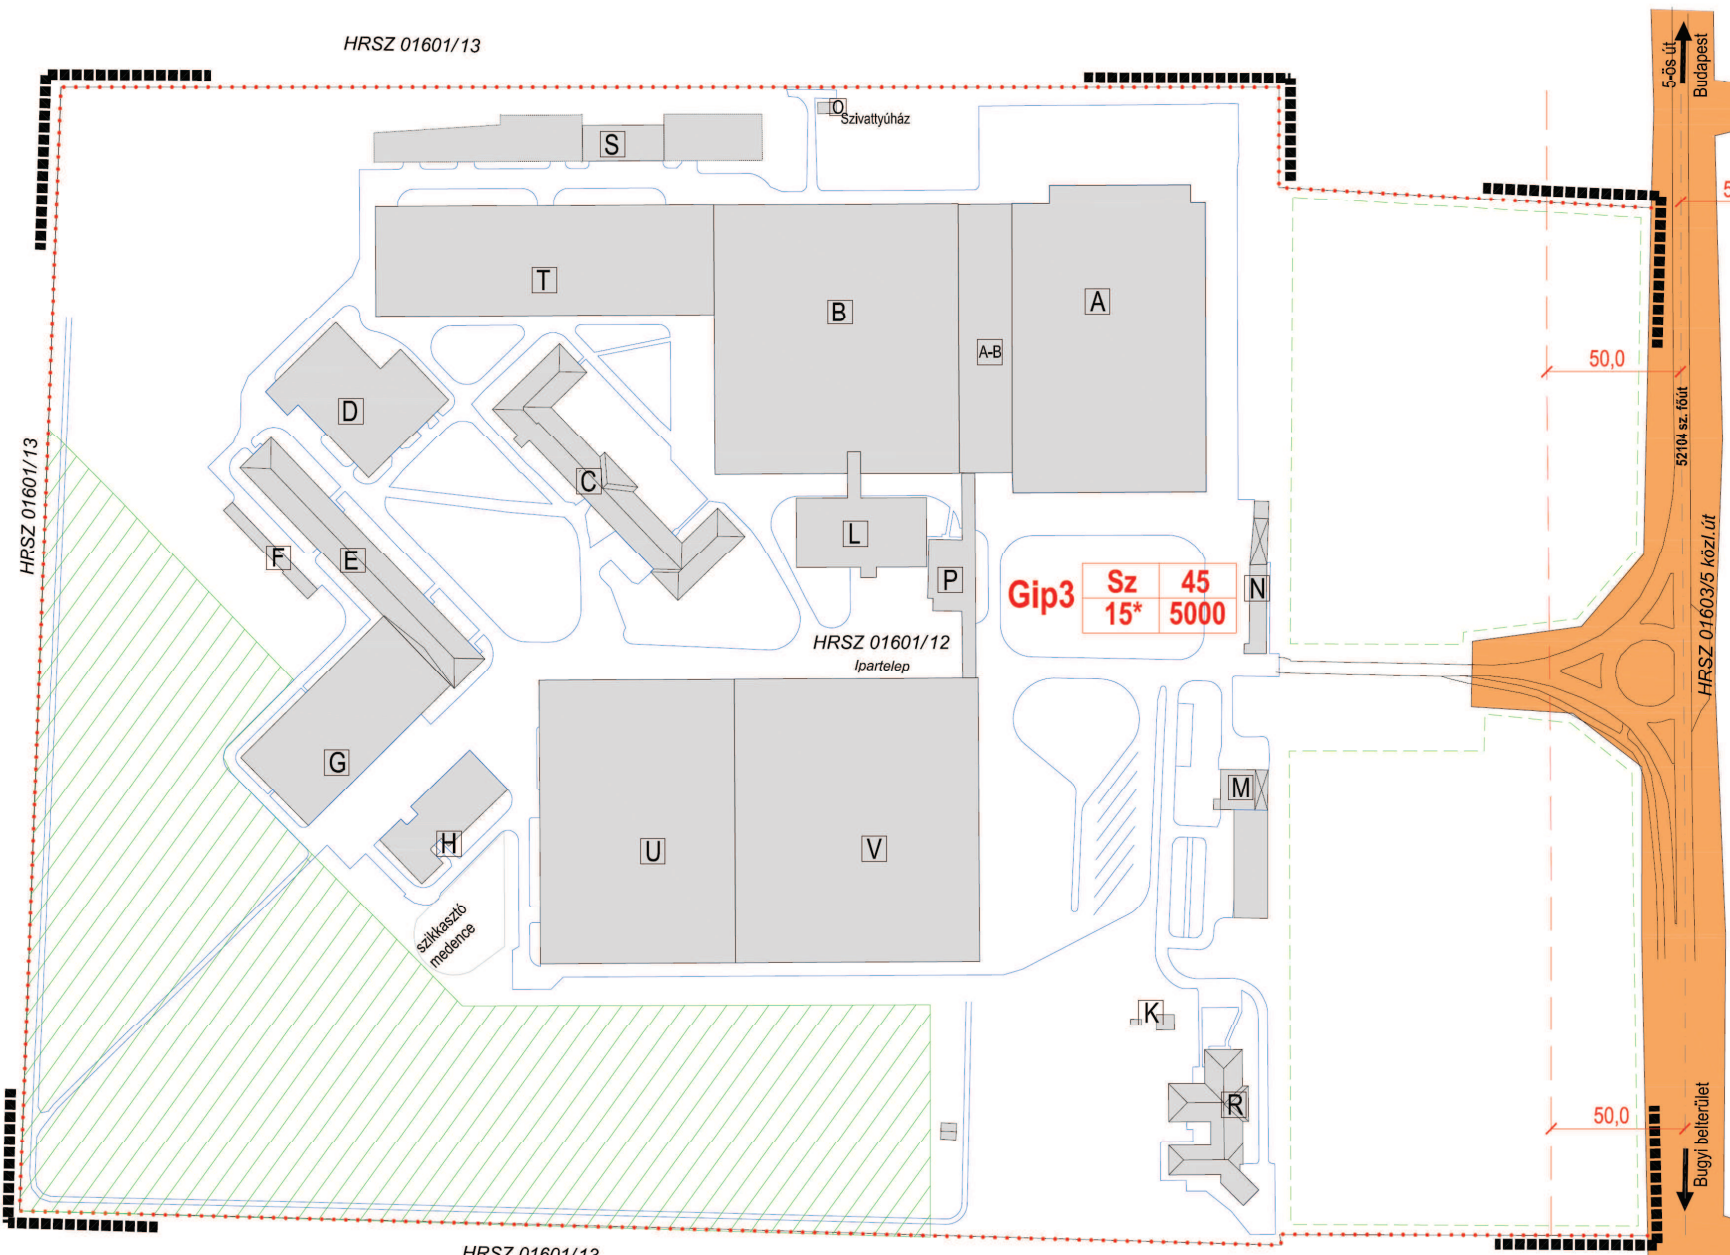 HRSZ 01601/13
5-ös út
Budapest
O
Szivattyúház
S
T
B
A
A-B
50,0
D
52104 sz. főút
C
HRSZ 01601/13
L
F
E
P
Gip3
Sz
45
15*
5000
N
HRSZ 01603/5 közl.út
HRSZ 01601/12
Ipartelep
G
M
H
U
V
szikkasztó
medence
K
R
50,0
Bugyi belterület
HRSZ 01601/13